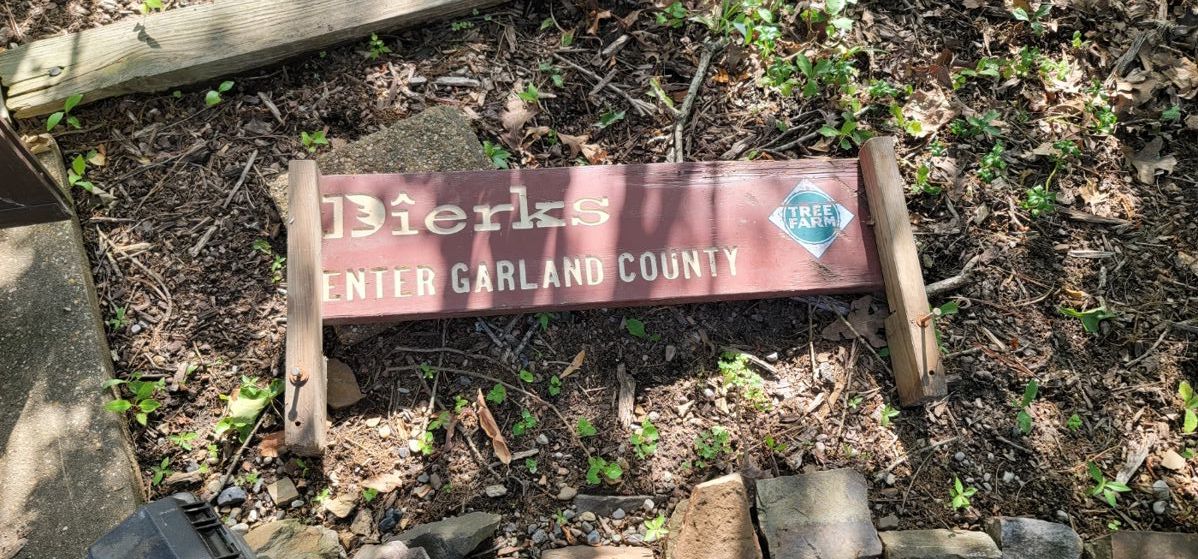 Dierks
ENTER GARLAND COUNTY
TREE
FARM